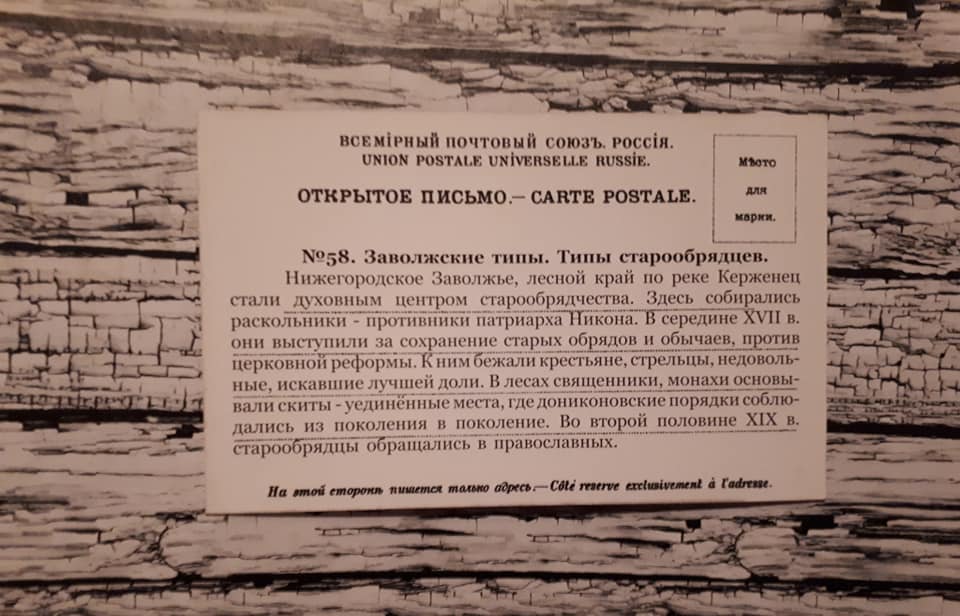 ВСЕМІРНЫЙ ПОЧТОВЫЙ СОЮЗЪ. РОССІЯ.
UNION POSTALE UNIVERSELLE RUSSIE.
ОТКРЫТОЕ ПИСЬМО.— CARTE POSTALE.
Мѣсто
для
марки.
№58. Заволжские типы. Типы старообрядцев.
Нижегородское Заволжье, лесной край по реке Керженец
стали духовным центром старообрядчества. Здесь собирались
раскольники - противники патриарха Никона. В середине XVII в.
они выступили за сохранение старых обрядов и обычаев, против
церковной реформы. К ним бежали крестьяне, стрельцы, недоволь-
ные, искавшие лучшей доли. В лесах священники, монахи основы-
вали скиты - уединённые места, где дониконовские порядки соблю-
дались из поколения в поколение. Во второй половине XIX в.
старообрядцы обращались в православных.
На этой сторонѣ пишется только адресъ.—Côté reserve exclusivement à l'adresse.